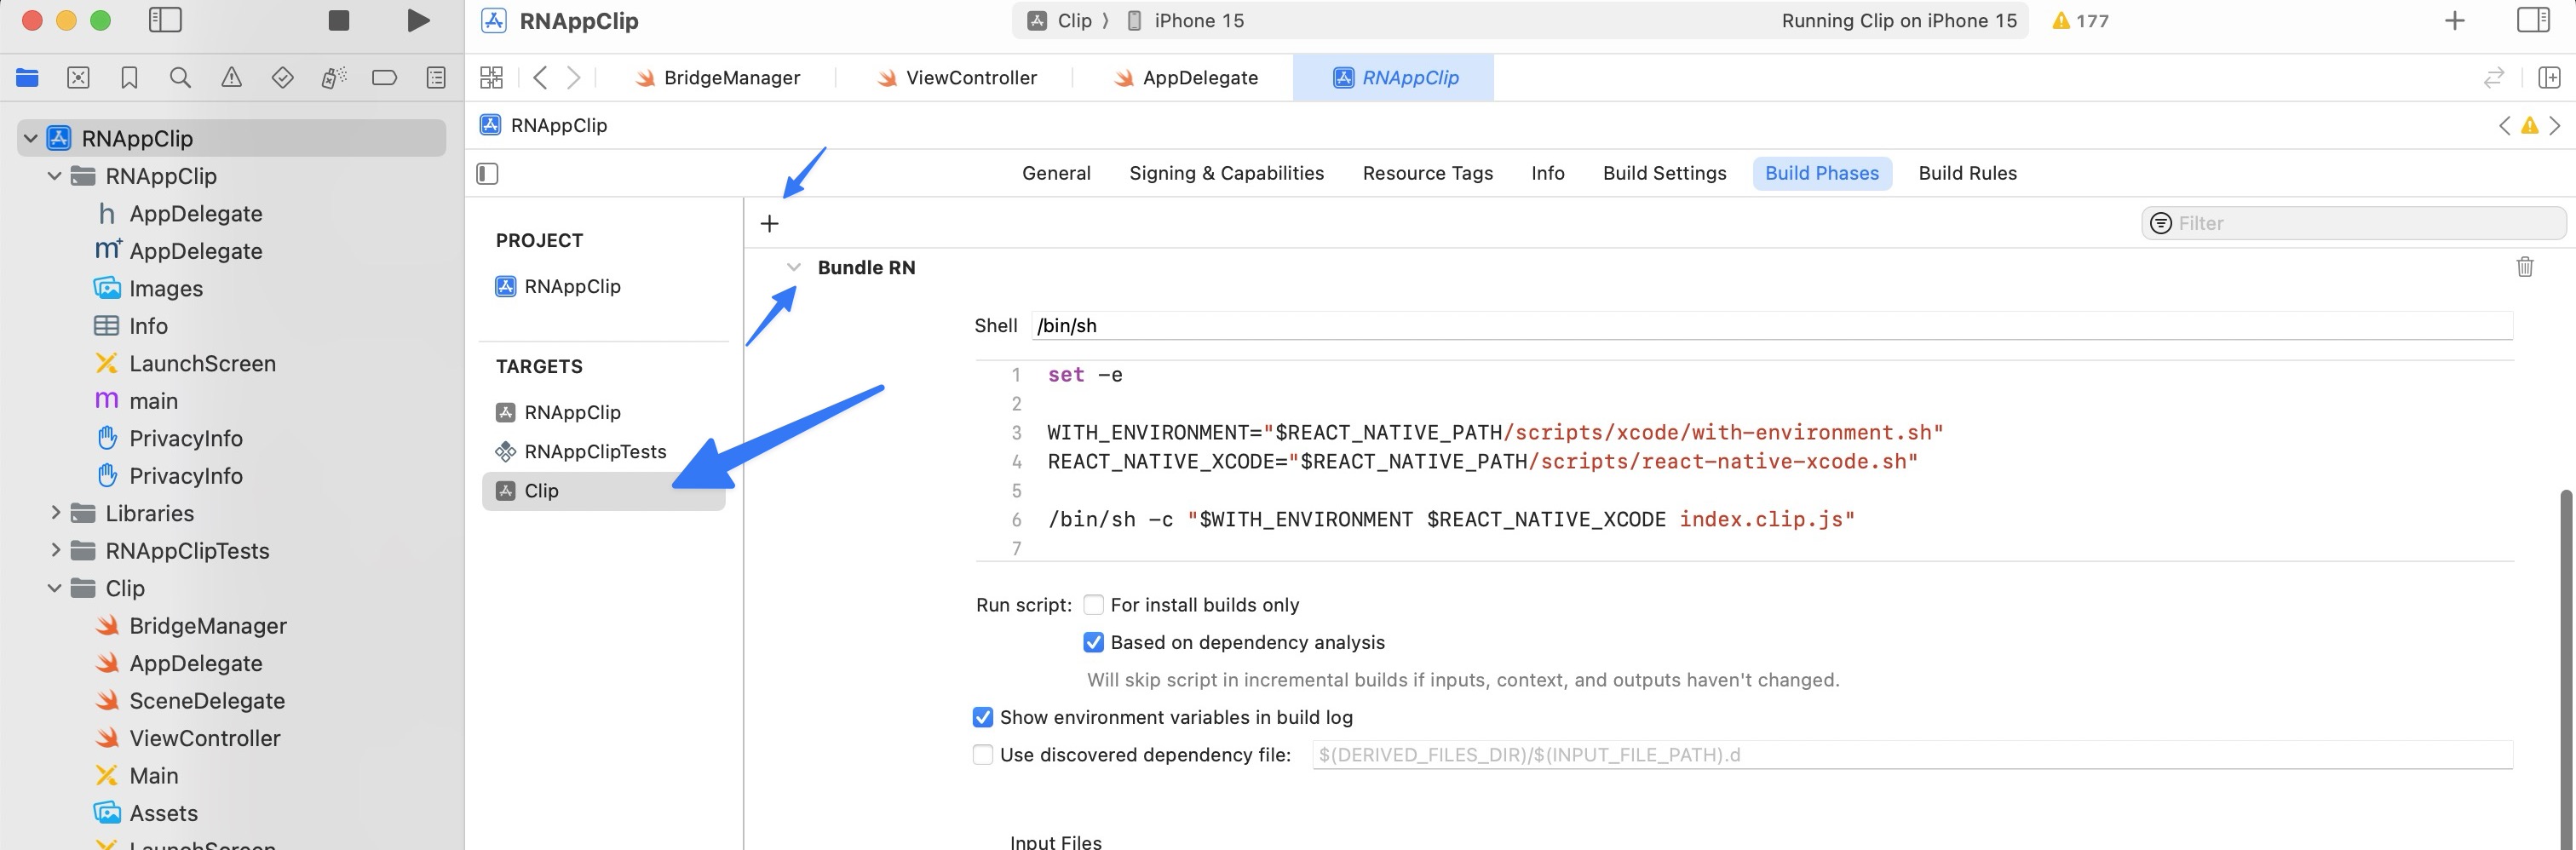 RNAppClip
Clip
iPhone 15
Running Clip on iPhone 15
177
BridgeManager
ViewController
AppDelegate
RNAppClip
RNAppClip
RNAppClip
h AppDelegate
m+ AppDelegate
Images
Info
LaunchScreen
m main
PrivacyInfo
PrivacyInfo
Libraries
RNAppClipTests
Clip
BridgeManager
AppDelegate
SceneDelegate
ViewController
Main
Assets
LaunchScreen
RNAppClip
General
Signing & Capabilities
Resource Tags
Info
Build Settings
Build Phases
Build Rules
PROJECT
RNAppClip
TARGETS
RNAppClip
RNAppClipTests
Clip
+
Filter
Bundle RN
Shell /bin/sh
1 set -e
2
3 WITH_ENVIRONMENT="$REACT_NATIVE_PATH/scripts/xcode/with-environment.sh"
4 REACT_NATIVE_XCODE="$REACT_NATIVE_PATH/scripts/react-native-xcode.sh"
5
6 /bin/sh -c "$WITH_ENVIRONMENT $REACT_NATIVE_XCODE index.clip.js"
7
Run script: For install builds only
Based on dependency analysis
Will skip script in incremental builds if inputs, context, and outputs haven't changed.
Show environment variables in build log
Use discovered dependency file: $(DERIVED_FILES_DIR)/$(INPUT_FILE_PATH).d
Input Files